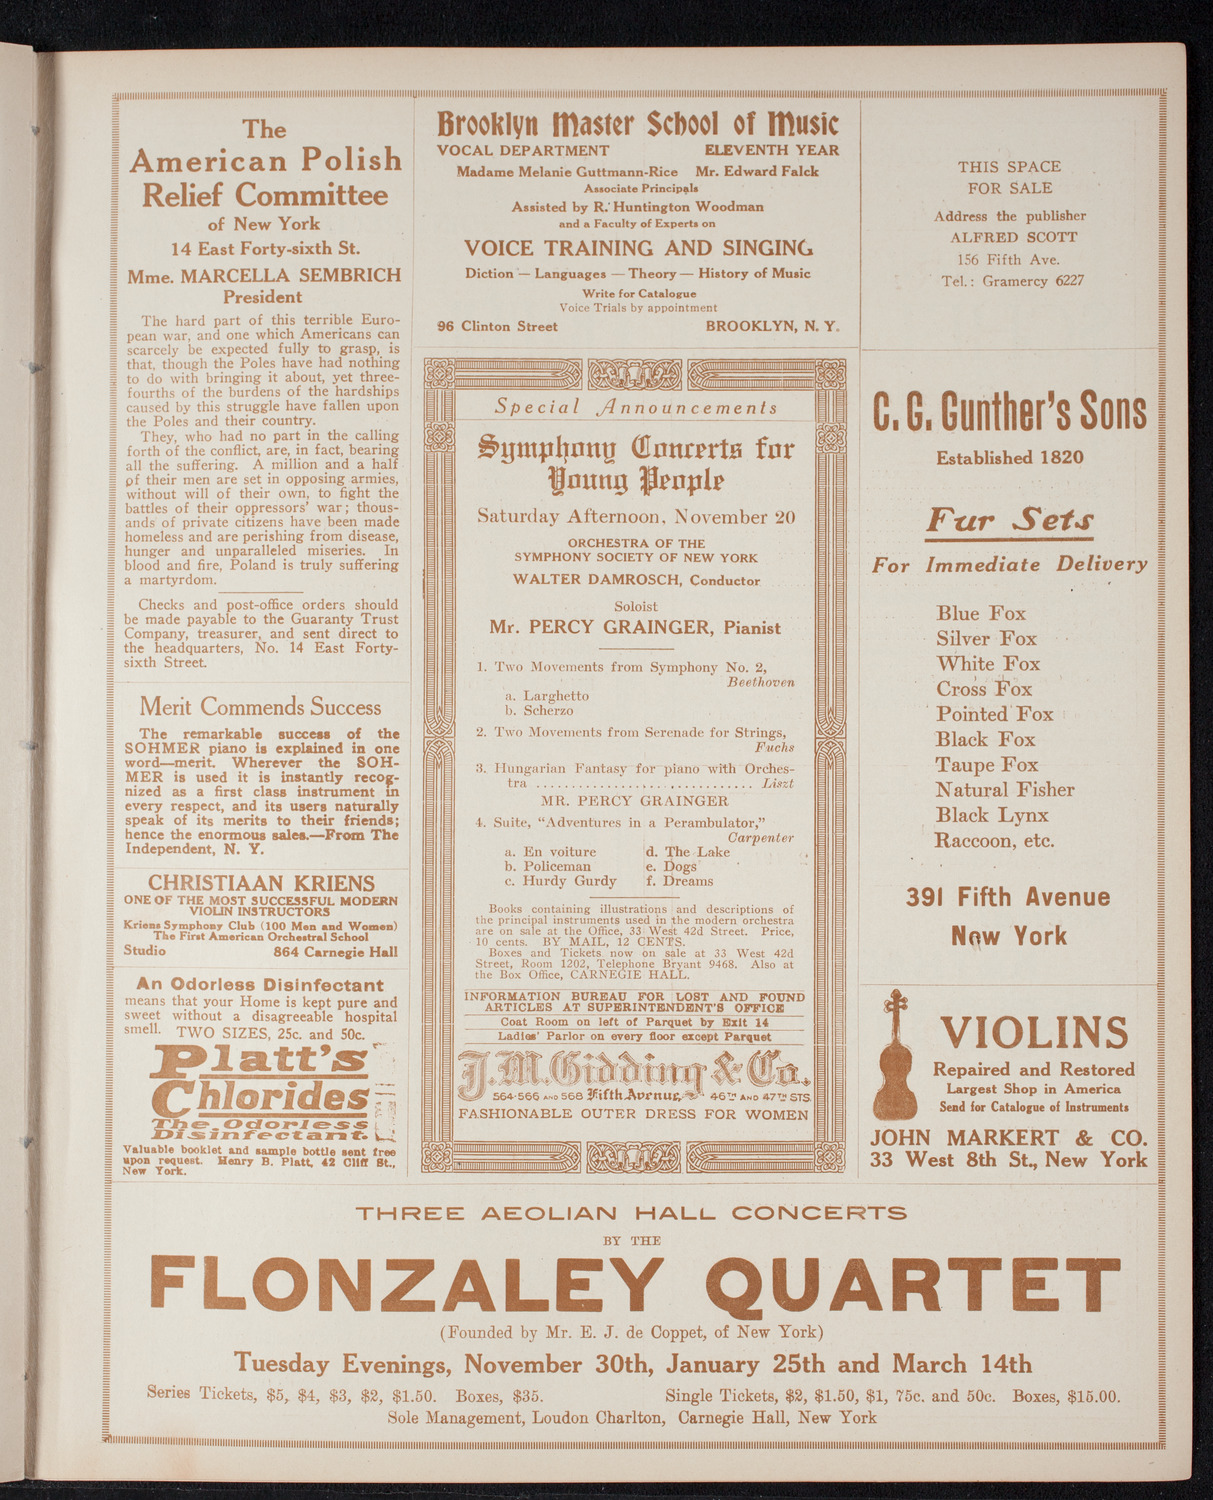 The
American Polish
Relief Committee
of New York
14 East Forty-sixth St.
Mme. MARCELLA SEMBRICH
President
The hard part of this terrible Euro-
pean war, and one which Americans can
scarcely be expected fully to grasp, is
that, though the Poles have had nothing
to do with bringing it about, yet three-
fourths of the burdens of the hardships
caused by this struggle have fallen upon
the Poles and their country.
They, who had no part in the calling
forth of the conflict, are, in fact, bearing
all the suffering. A million and a half
of their men are set in opposing armies,
without will of their own, to fight the
battles of their oppressors' war; thous-
ands of private citizens have been made
homeless and are perishing from disease,
hunger and unparalleled miseries. In
blood and fire, Poland is truly suffering
a martyrdom.
Checks and post-office orders should
be made payable to the Guaranty Trust
Company, treasurer, and sent direct to
the headquarters, No. 14 East Forty-
sixth Street.
Merit Commends Success
The remarkable success of the
SOHMER piano is explained in one
word—merit. Wherever the SOH-
MER is used it is instantly recog-
nized as a first class instrument in
every respect, and its users naturally
speak of its merits to their friends;
hence the enormous sales.—From The
Independent, N. Y.
CHRISTIAAN KRIENS
ONE OF THE MOST SUCCESSFUL MODERN
VIOLIN INSTRUCTORS
Kriens Symphony Club (100 Men and Women)
The First American Orchestral School
Studio 864 Carnegie Hall
An Odorless Disinfectant
means that your Home is kept pure and
sweet without a disagreeable hospital
smell. TWO SIZES, 25c. and 50c.
Platt's
Chlorides
The Odorless
Disinfectant.
Valuable booklet and sample bottle sent free
upon request. Henry B. Platt, 42 Cliff St.,
New York.
Brooklyn Master School of Music
VOCAL DEPARTMENT ELEVENTH YEAR
Madame Melanie Guttmann-Rice Mr. Edward Falck
Associate Principals
Assisted by R. Huntington Woodman
and a Faculty of Experts on
VOICE TRAINING AND SINGING
Diction — Languages — Theory — History of Music
Write for Catalogue
Voice Trials by appointment
96 Clinton Street BROOKLYN, N. Y.
Special Announcements
Symphony Concerts for
Young People
Saturday Afternoon, November 20
ORCHESTRA OF THE
SYMPHONY SOCIETY OF NEW YORK
WALTER DAMROSCH, Conductor
Soloist
Mr. PERCY GRAINGER, Pianist
1. Two Movements from Symphony No. 2,
Beethoven
a. Larghetto
b. Scherzo
2. Two Movements from Serenade for Strings,
Fuchs
3. Hungarian Fantasy for piano with Orches-
tra ............................ Liszt
MR. PERCY GRAINGER
4. Suite, "Adventures in a Perambulator,"
Carpenter
a. En voiture d. The Lake
b. Policeman e. Dogs
c. Hurdy Gurdy f. Dreams
Books containing illustrations and descriptions of
the principal instruments used in the modern orchestra
are on sale at the Office, 33 West 42d Street. Price,
10 cents. BY MAIL, 12 CENTS.
Boxes and Tickets now on sale at 33 West 42d
Street, Room 1202, Telephone Bryant 9468. Also at
the Box Office, CARNEGIE HALL.
INFORMATION BUREAU FOR LOST AND FOUND
ARTICLES AT SUPERINTENDENT'S OFFICE
Coat Room on left of Parquet by Exit 14
Ladies' Parlor on every floor except Parquet
J.M. Gidding & Co.
564-566 AND 568 Fifth Avenue, 46TH AND 47TH STS.
FASHIONABLE OUTER DRESS FOR WOMEN
THIS SPACE
FOR SALE
Address the publisher
ALFRED SCOTT
156 Fifth Ave.
Tel.: Gramercy 6227
C. G. Gunther's Sons
Established 1820
Fur Sets
For Immediate Delivery
Blue Fox
Silver Fox
White Fox
Cross Fox
Pointed Fox
Black Fox
Taupe Fox
Natural Fisher
Black Lynx
Raccoon, etc.
391 Fifth Avenue
New York
VIOLINS
Repaired and Restored
Largest Shop in America
Send for Catalogue of Instruments
JOHN MARKERT & CO.
33 West 8th St., New York
THREE AEOLIAN HALL CONCERTS
BY THE
FLONZALEY QUARTET
(Founded by Mr. E. J. de Coppet, of New York)
Tuesday Evenings, November 30th, January 25th and March 14th
Series Tickets, $5, $4, $3, $2, $1.50. Boxes, $35. Single Tickets, $2, $1.50, $1, 75c. and 50c. Boxes, $15.00.
Sole Management, Loudon Charlton, Carnegie Hall, New York